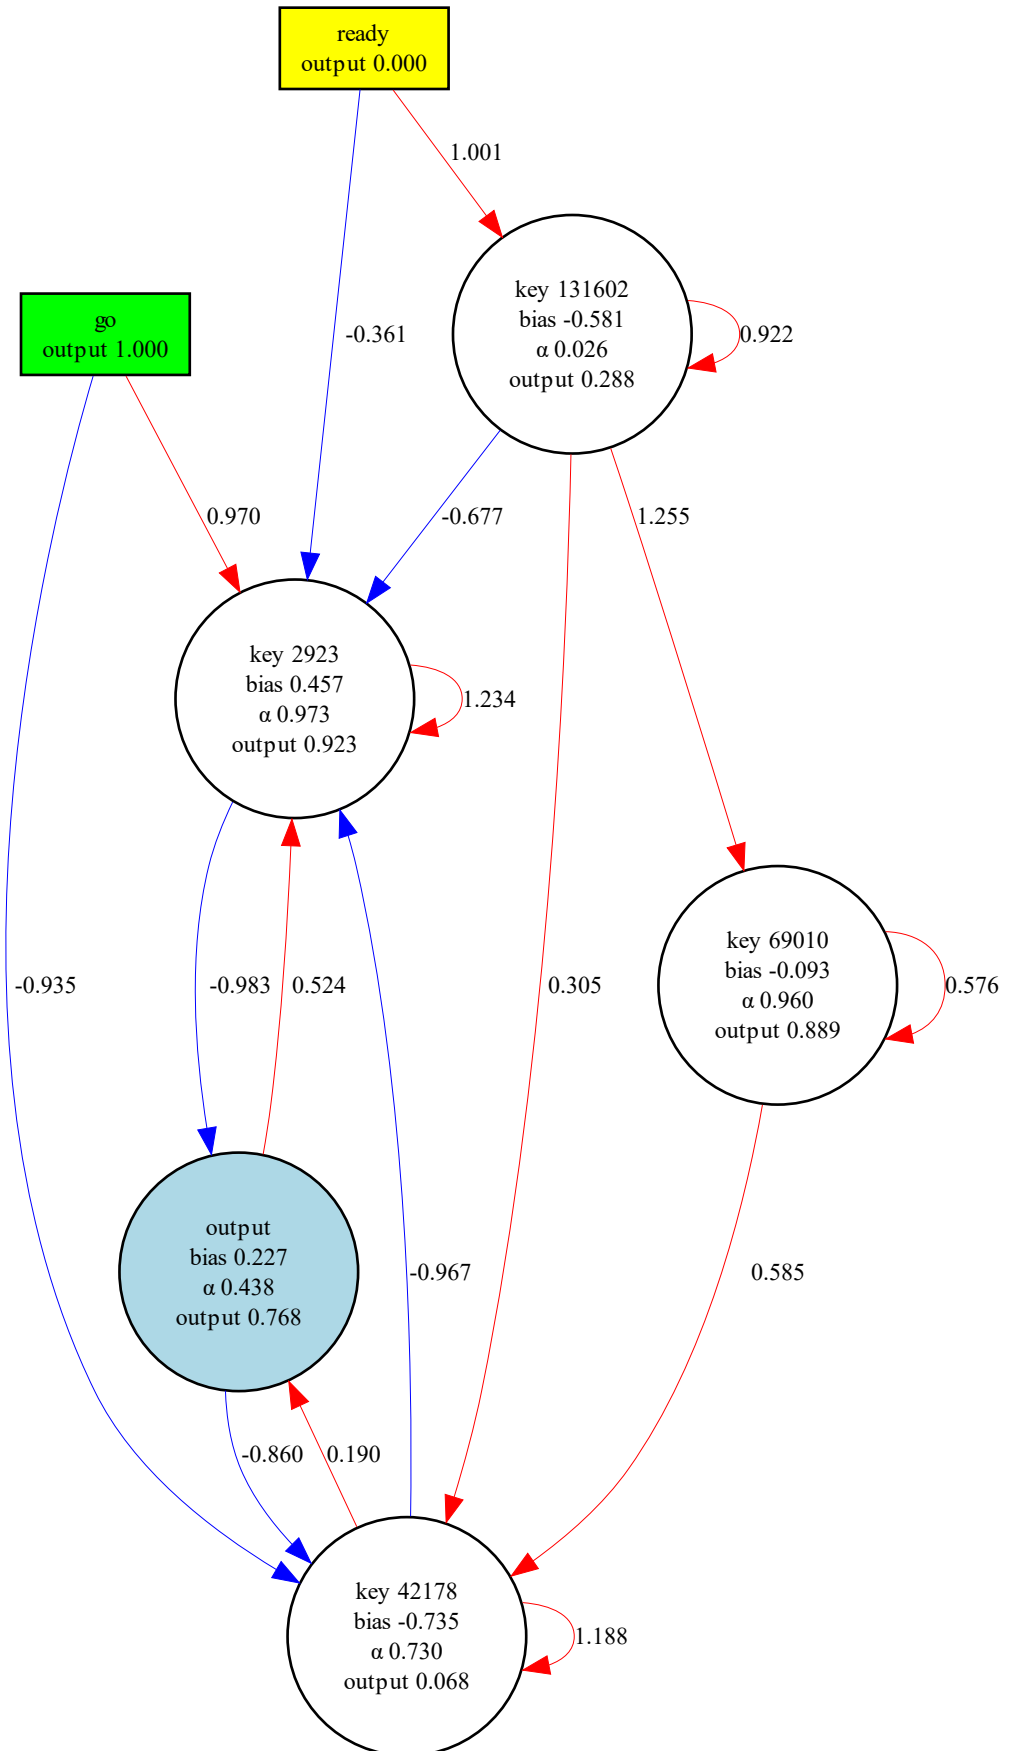 ready
output 0.000
1.001
key 131602
bias -0.581
α 0.026
output 0.288
go
output 1.000
-0.361
0.922
0.970
-0.677
1.255
key 2923
bias 0.457
α 0.973
output 0.923
1.234
key 69010
bias -0.093
α 0.960
output 0.889
-0.935
-0.983
0.524
0.305
0.576
output
bias 0.227
α 0.438
output 0.768
-0.967
0.585
-0.860
0.190
key 42178
bias -0.735
α 0.730
output 0.068
1.188